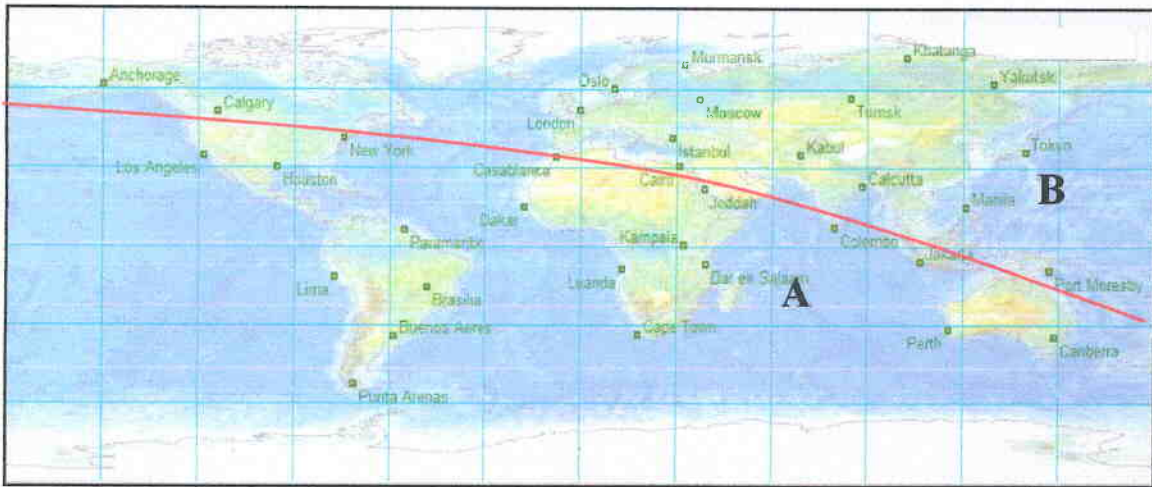 Khatanga
Murmansk
Anchorage
Yakutsk
Oslo
Calgary
London
Moscow
Tomsk
New York
Istanbul
Tokyo
Los Angeles
Casablanca
Kabul
Houston
Cairo
Calcutta
B
Jeddah
Manila
Dakar
Paramaribo
Kampala
Colombo
Jakarta
Lima
Luanda
Dar es Salaam
Port Moresby
Brasilia
A
Buenos Aeres
Cape Town
Perth
Canberra
Punta Arenas